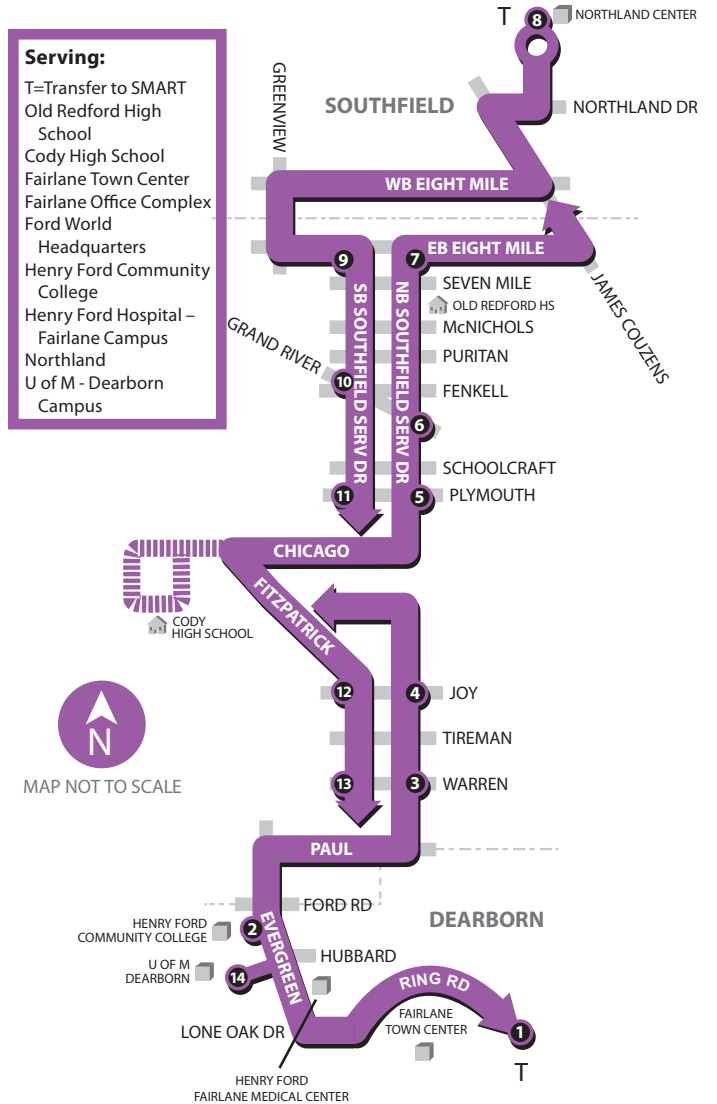 Serving:
T=Transfer to SMART
Old Redford High
School
Cody High School
Fairlane Town Center
Fairlane Office Complex
Ford World
Headquarters
Henry Ford Community
College
Henry Ford Hospital –
Fairlane Campus
Northland
U of M - Dearborn
Campus
T
8
NORTHLAND CENTER
GREENVIEW
SOUTHFIELD
NORTHLAND DR
WB EIGHT MILE
EB EIGHT MILE
9
7
JAMES COUZENS
SEVEN MILE
OLD REDFORD HS
McNICHOLS
GRAND RIVER
PURITAN
SB SOUTHFIELD SERV DR
NB SOUTHFIELD SERV DR
10
FENKELL
6
SCHOOLCRAFT
11
5
PLYMOUTH
CHICAGO
FITZPATRICK
CODY
HIGH SCHOOL
12
4
JOY
N
TIREMAN
MAP NOT TO SCALE
13
3
WARREN
PAUL
FORD RD
DEARBORN
HENRY FORD
COMMUNITY COLLEGE
2
EVERGREEN
HUBBARD
U OF M
DEARBORN
14
RING RD
LONE OAK DR
FAIRLANE
TOWN CENTER
1
T
HENRY FORD
FAIRLANE MEDICAL CENTER